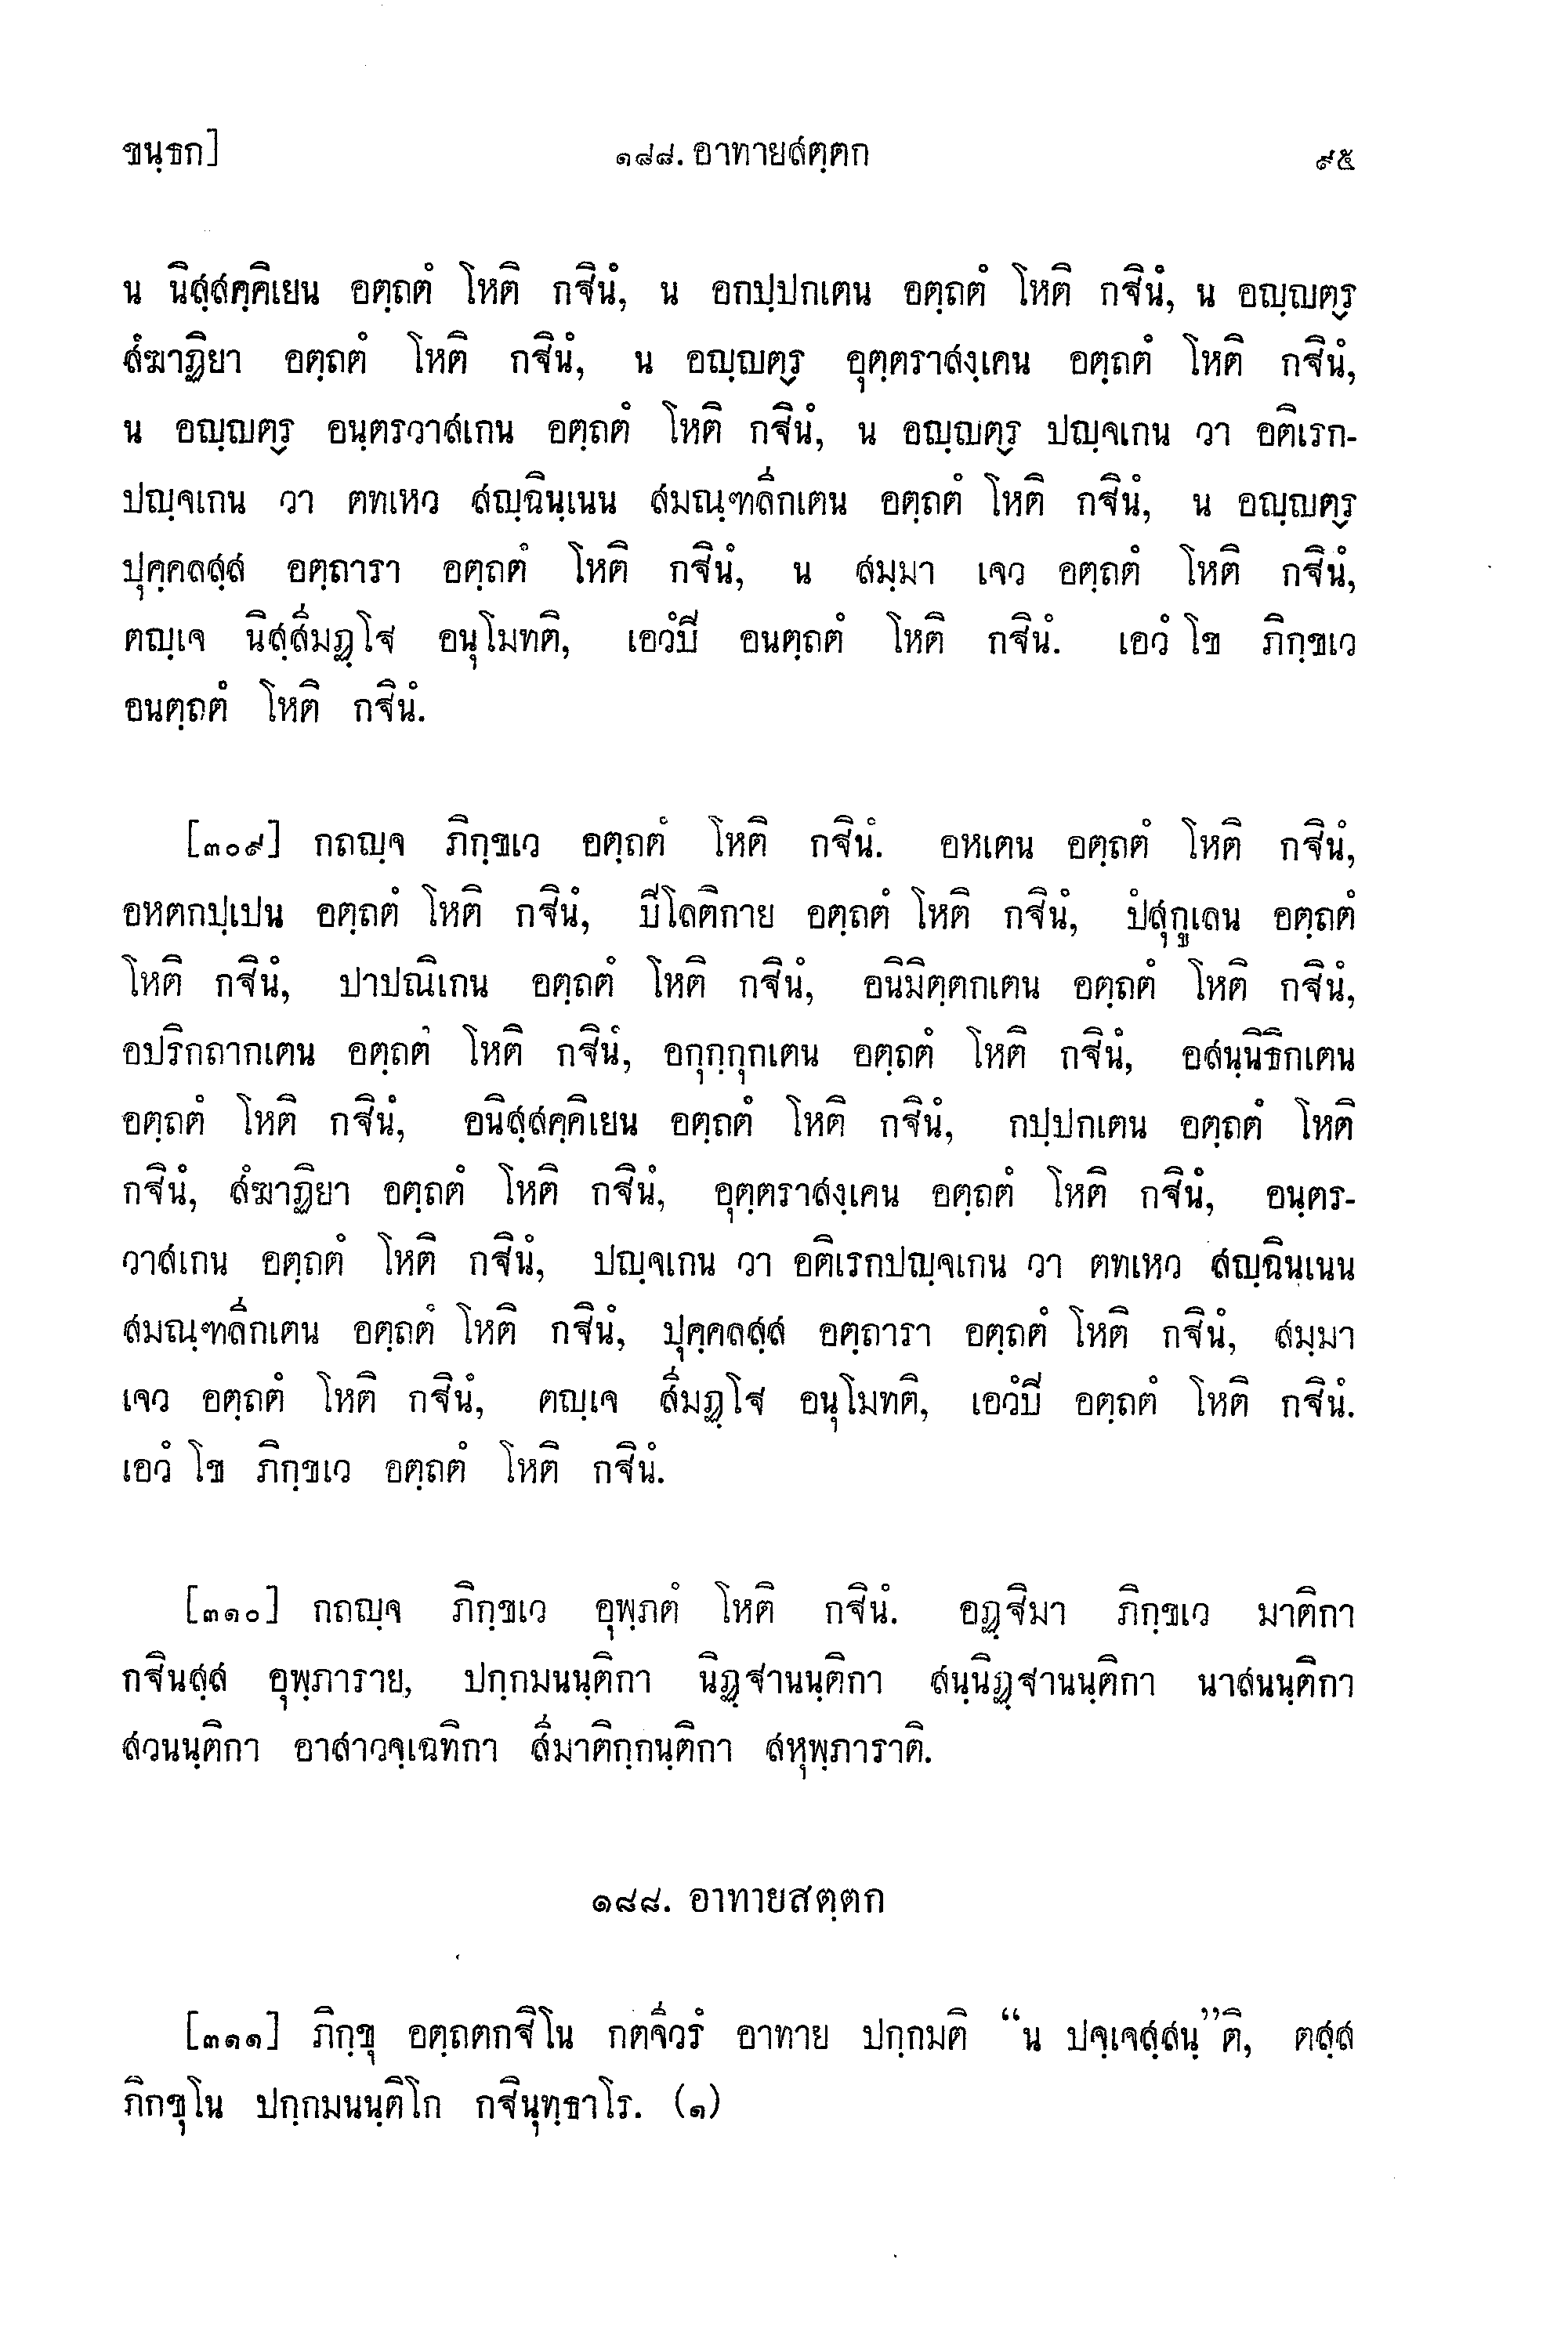 ขนฺธก]
๑๘๘. อาทายสตฺตก
๙๕
น นิสฺสคฺคิเยน อตฺถตํ โหติ กฐินํ, น อกปฺปกเตน อตฺถตํ โหติ กฐินํ, น อญฺญตฺร
สํฆาฏิยา อตฺถตํ โหติ กฐินํ, น อญฺญตฺร อุตฺตราสงฺเคน อตฺถตํ โหติ กฐินํ,
น อญฺญตฺร อนฺตรวาสเกน อตฺถตํ โหติ กฐินํ, น อญฺญตฺร ปญฺจเกน วา อติเรก-
ปญฺจเกน วา ตทเหว สญฺฉินฺเนน สมณฺฑลีกเตน อตฺถตํ โหติ กฐินํ, น อญฺญตฺร
ปุคฺคลสฺส อตฺถารา อตฺถตํ โหติ กฐินํ, น สมฺมา เจว อตฺถตํ โหติ กฐินํ,
ตญฺเจ นิสฺสีมฏฺโฐ อนุโมทติ, เอวํปี อนตฺถตํ โหติ กฐินํ. เอวํ โข ภิกฺขเว
อนตฺถตํ โหติ กฐินํ.
[๓๐๙] กถญฺจ ภิกฺขเว อตฺถตํ โหติ กฐินํ. อหเตน อตฺถตํ โหติ กฐินํ,
อหตกปฺเปน อตฺถตํ โหติ กฐินํ, ปิโลติกาย อตฺถตํ โหติ กฐินํ, ปํสุกูเลน อตฺถตํ
โหติ กฐินํ, ปาปณิเกน อตฺถตํ โหติ กฐินํ, อนิมิตฺตกเตน อตฺถตํ โหติ กฐินํ,
อปริกถากเตน อตฺถตํ โหติ กฐินํ, อกุกฺกุกเตน อตฺถตํ โหติ กฐินํ, อสนฺนิธิกเตน
อตฺถตํ โหติ กฐินํ, อนิสฺสคฺคิเยน อตฺถตํ โหติ กฐินํ, กปฺปกเตน อตฺถตํ โหติ
กฐินํ, สํฆาฏิยา อตฺถตํ โหติ กฐินํ, อุตฺตราสงฺเคน อตฺถตํ โหติ กฐินํ, อนฺตร-
วาสเกน อตฺถตํ โหติ กฐินํ, ปญฺจเกน วา อติเรกปญฺจเกน วา ตทเหว สญฺฉินฺเนน
สมณฺฑลีกเตน อตฺถตํ โหติ กฐินํ, ปุคฺคลสฺส อตฺถารา อตฺถตํ โหติ กฐินํ, สมฺมา
เจว อตฺถตํ โหติ กฐินํ, ตญฺเจ สีมฏฺโฐ อนุโมทติ, เอวํปี อตฺถตํ โหติ กฐินํ.
เอวํ โข ภิกฺขเว อตฺถตํ โหติ กฐินํ.
[๓๑๐] กถญฺจ ภิกฺขเว อุพฺภตํ โหติ กฐินํ. อฏฺฐิมา ภิกฺขเว มาติกา
กฐินสฺส อุพฺภาราย, ปกฺกมนนฺติกา นิฏฺฐานนฺติกา สนฺนิฏฺฐานนฺติกา นาสนนฺติกา
สวนนฺติกา อาสาวจฺเฉทิกา สีมาติกฺกนฺติกา สหุพฺภาราติ.
๑๘๘. อาทายสตฺตก
[๓๑๑] ภิกฺขุ อตฺถตกฐิโน กตจีวรํ อาทาย ปกฺกมติ “น ปจฺเจสฺสนฺ”ติ, ตสฺส
ภิกขุโน ปกฺกมนนฺติโก กฐินุทฺธาโร. (๑)